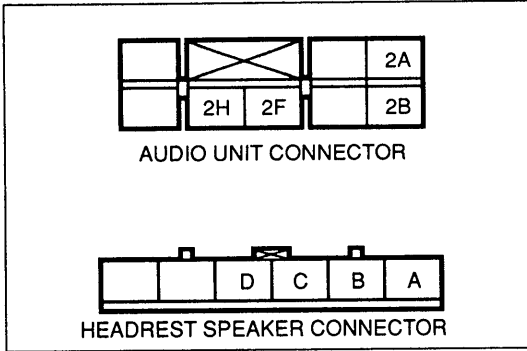 2A
2H 2F 2B
AUDIO UNIT CONNECTOR
D C B A
HEADREST SPEAKER CONNECTOR